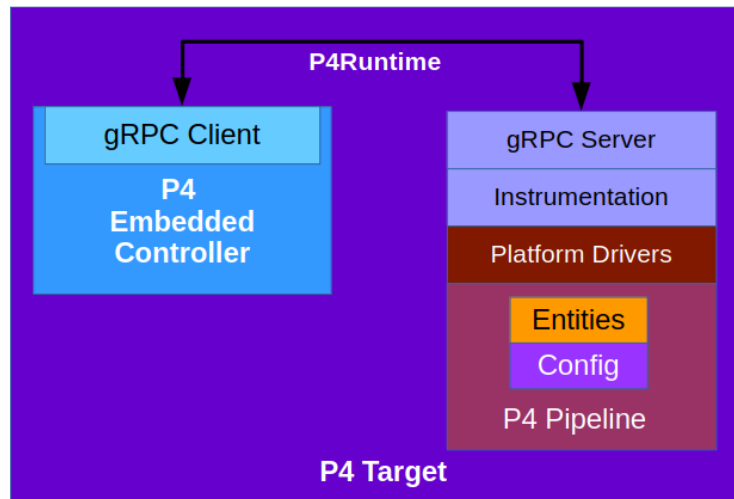 P4Runtime
gRPC Client
P4
Embedded
Controller
gRPC Server
Instrumentation
Platform Drivers
Entities
Config
P4 Pipeline
P4 Target